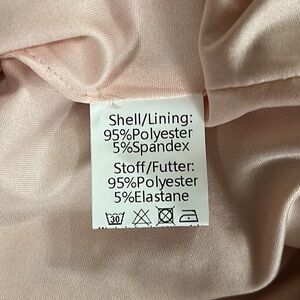 Shell/Lining:
95%Polyester
5%Spandex
Stoff/Futter:
95%Polyester
5%Elastane
30